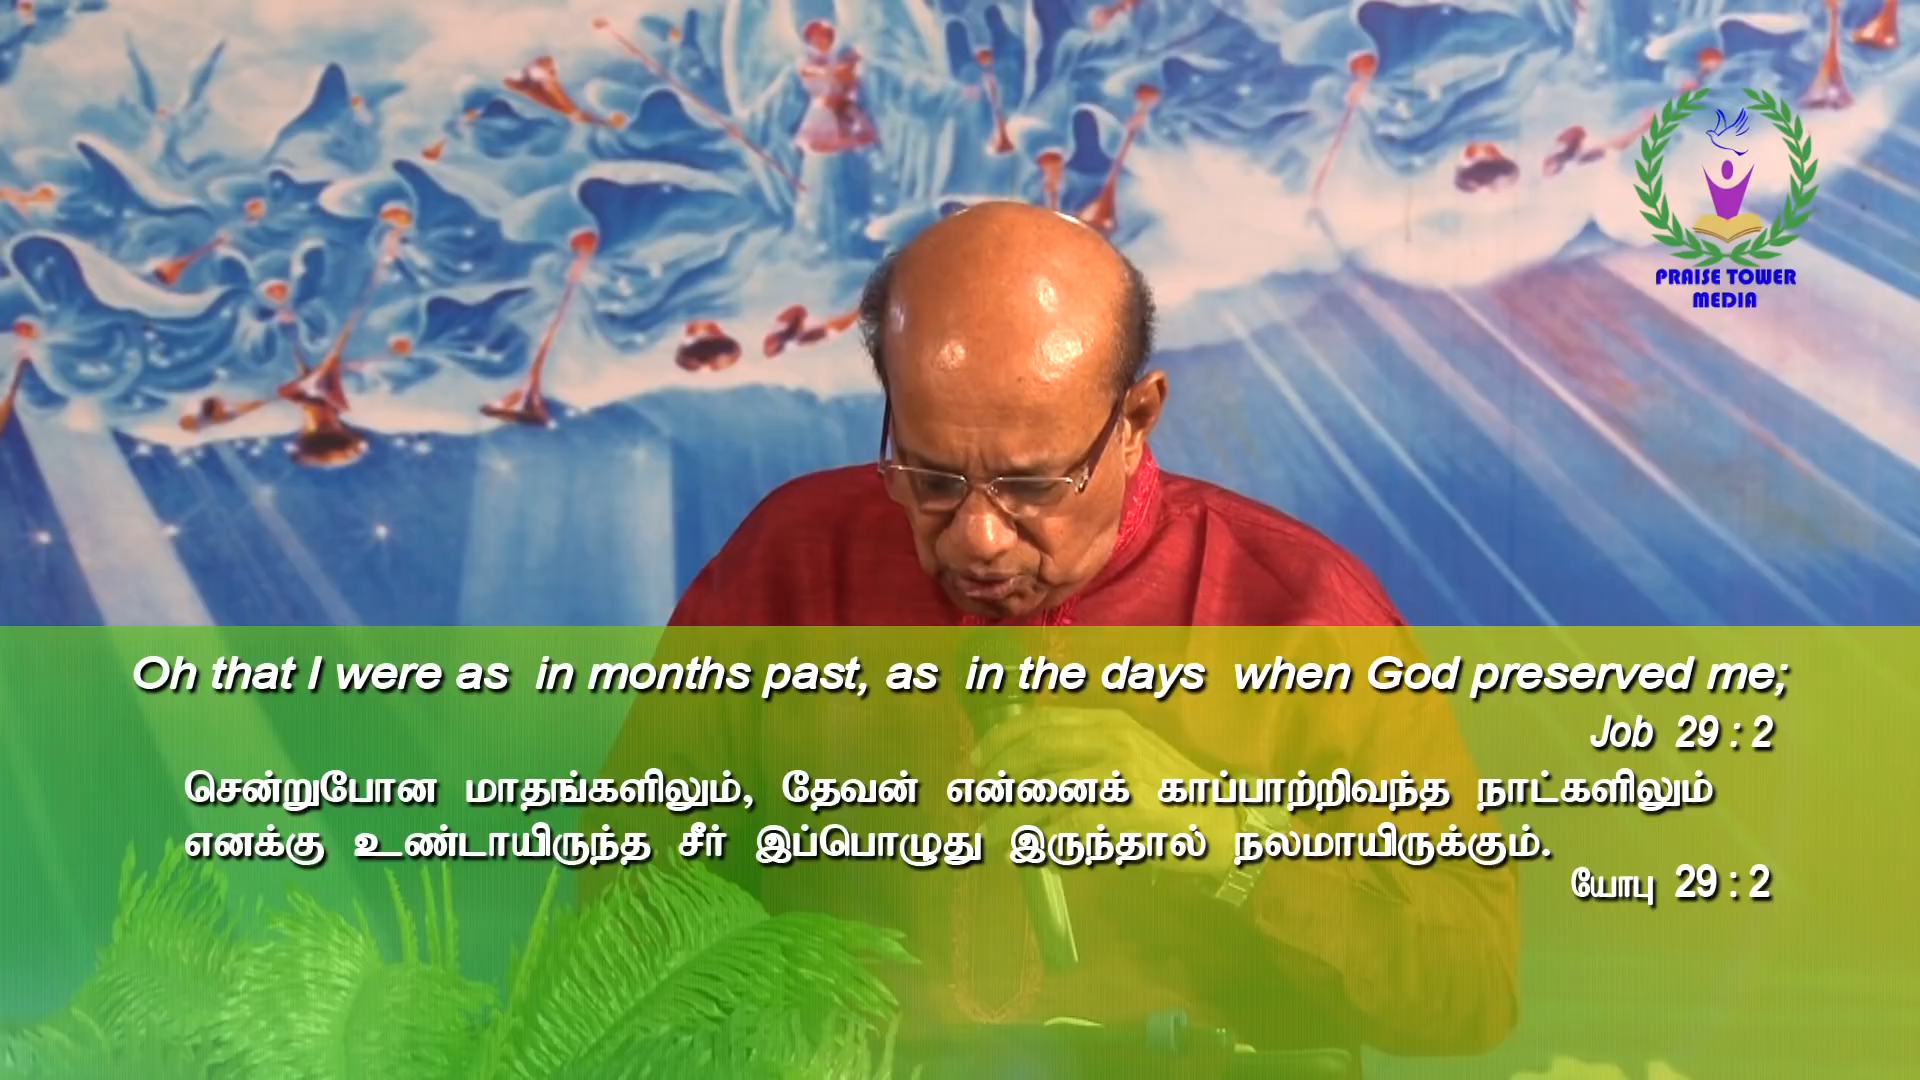 PRAISE TOWER
MEDIA
Oh that I were as in months past, as in the days when God preserved me;
Job 29 : 2
சென்றுபோன மாதங்களிலும், தேவன் என்னைக் காப்பாற்றிவந்த நாட்களிலும்
எனக்கு உண்டாயிருந்த சீர் இப்பொழுது இருந்தால் நலமாயிருக்கும்.
யோபு 29 : 2